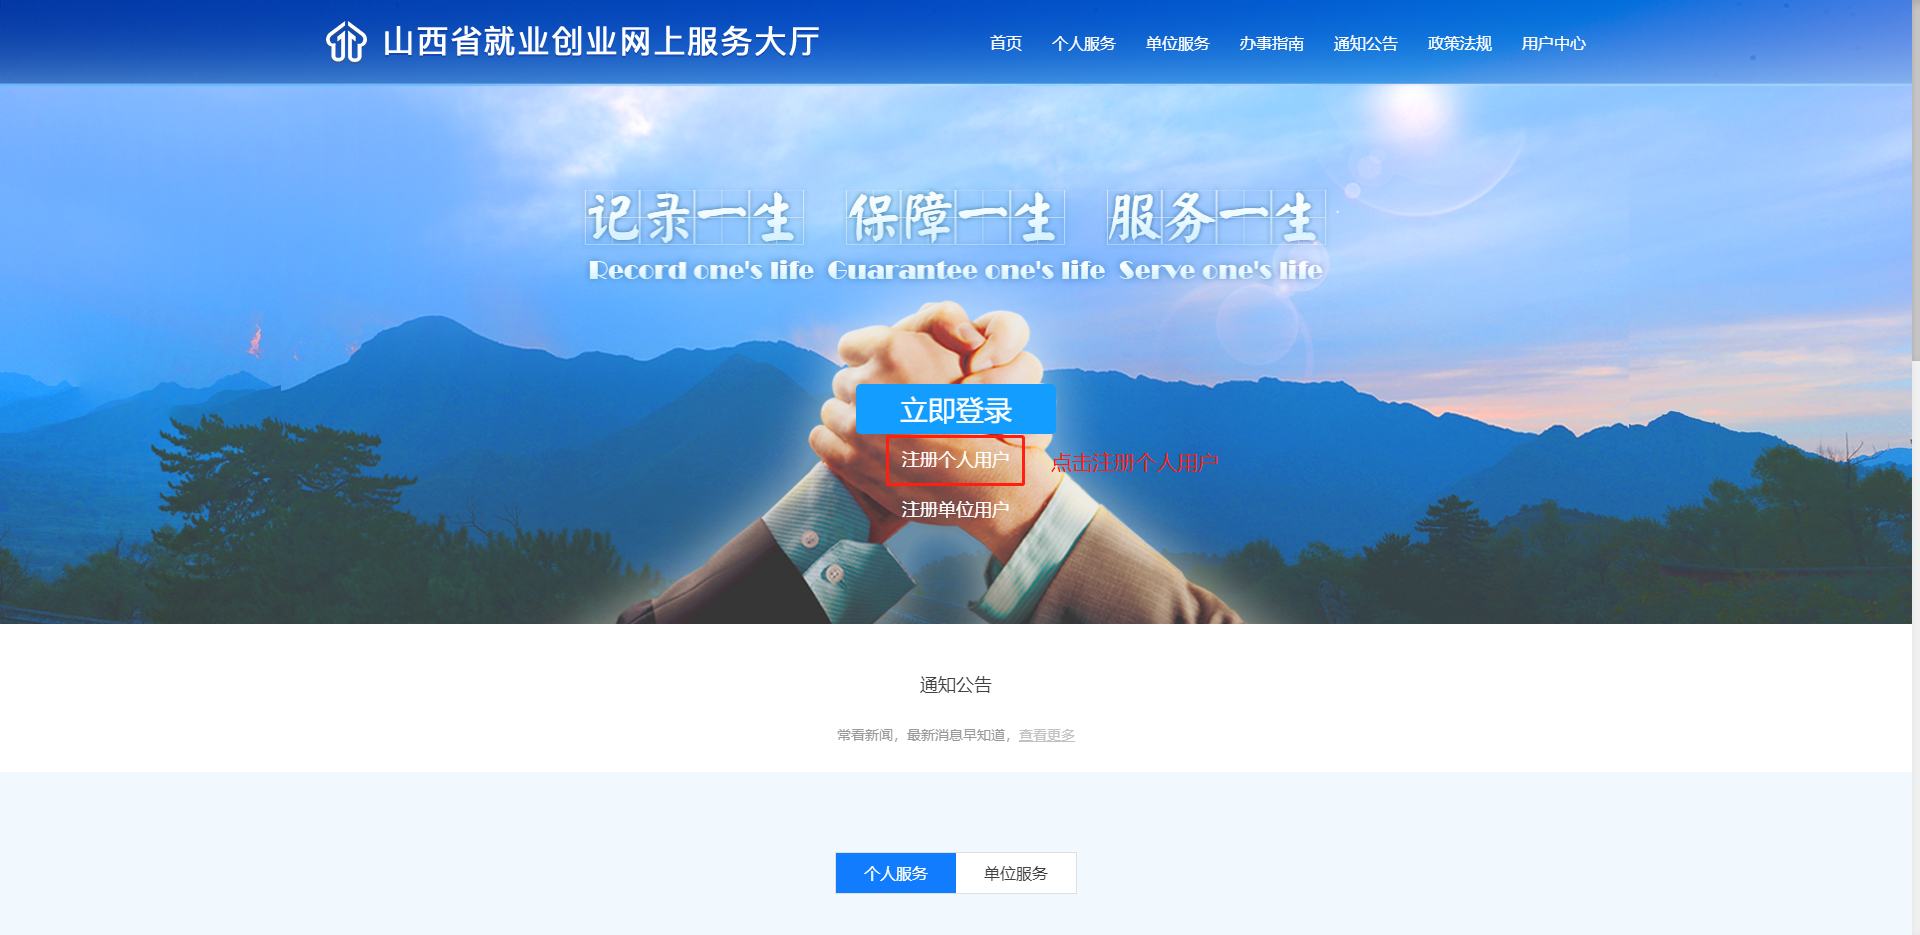 山西省就业创业网上服务大厅
首页 个人服务 单位服务 办事指南 通知公告 政策法规 用户中心
记录一生 保障一生 服务一生
Record one's life Guarantee one's life Serve one's life
立即登录
注册个人用户 点击注册个人用户
注册单位用户
通知公告
常看新闻，最新消息早知道，查看更多
个人服务 单位服务